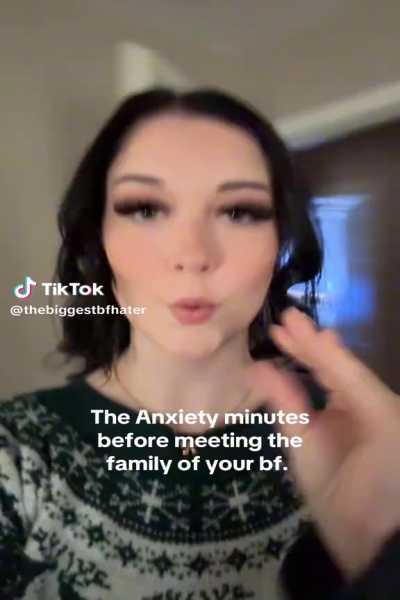 TikTok
@thebiggestbfhater
The Anxiety minutes
before meeting the
family of your bf.